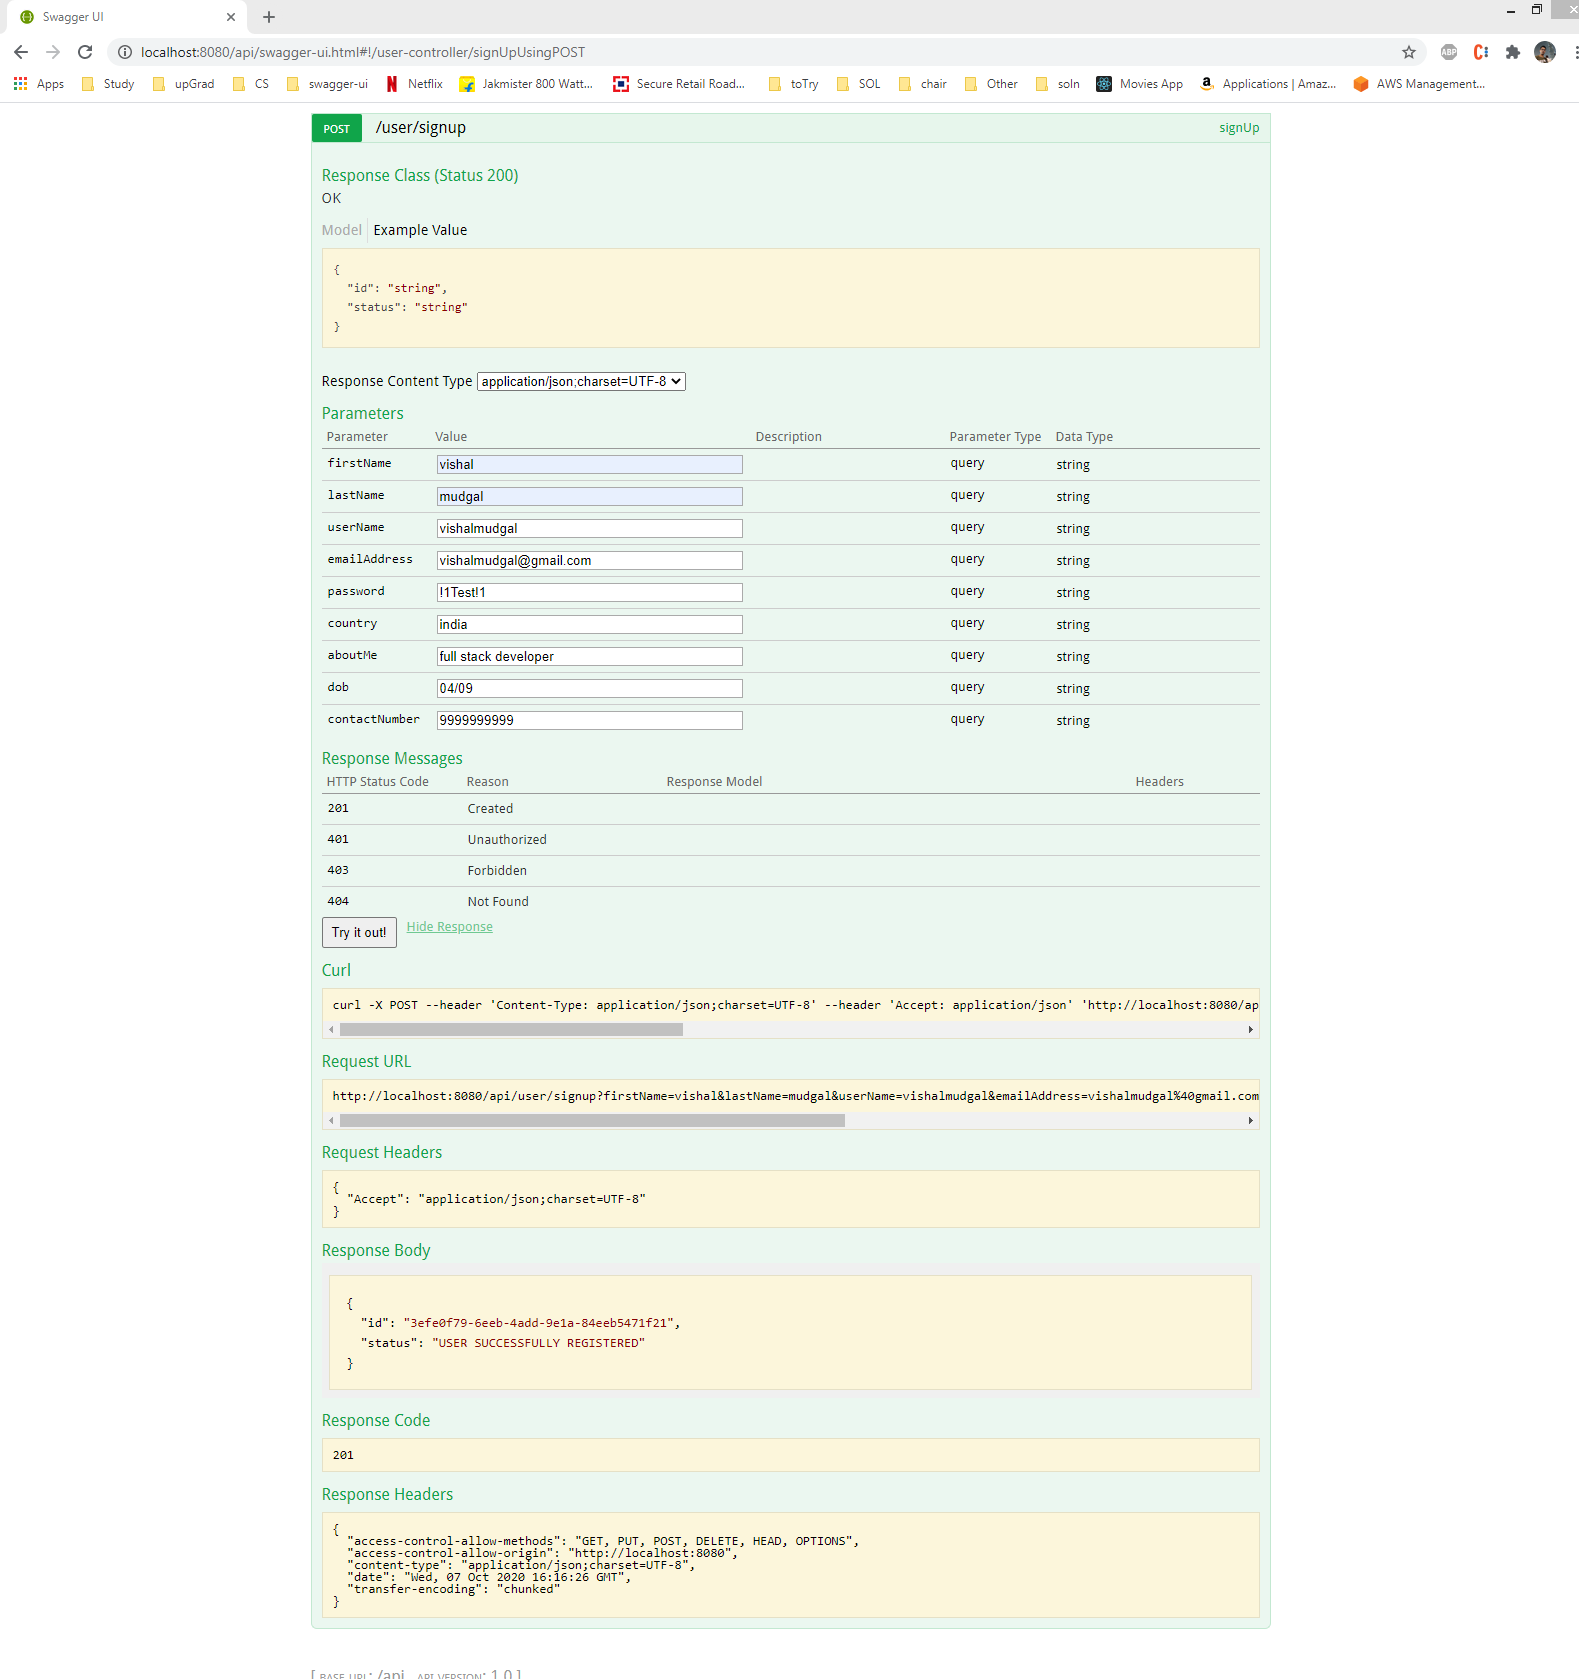 Swagger UI
localhost:8080/api/swagger-ui.html#!/user-controller/signUpUsingPOST
ABP
Apps Study upGrad CS swagger-ui Netflix Jakmister 800 Watt... Secure Retail Road... toTry SOL chair Other soln Movies App Applications | Amaz... AWS Management...
POST /user/signup signUp
Response Class (Status 200)
OK
Model Example Value
{
"id": "string",
"status": "string"
}
Response Content Type application/json;charset=UTF-8
Parameters
Parameter Value Description Parameter Type Data Type
firstName vishal query string
lastName mudgal query string
userName vishalmudgal query string
emailAddress vishalmudgal@gmail.com query string
password !1Test!1 query string
country india query string
aboutMe full stack developer query string
dob 04/09 query string
contactNumber 9999999999 query string
Response Messages
HTTP Status Code Reason Response Model Headers
201 Created
401 Unauthorized
403 Forbidden
404 Not Found
Try it out! Hide Response
Curl
curl -X POST --header 'Content-Type: application/json;charset=UTF-8' --header 'Accept: application/json' 'http://localhost:8080/ap
Request URL
http://localhost:8080/api/user/signup?firstName=vishal&lastName=mudgal&userName=vishalmudgal&emailAddress=vishalmudgal%40gmail.com
Request Headers
{
"Accept": "application/json;charset=UTF-8"
}
Response Body
{
"id": "3efe0f79-6eeb-4add-9e1a-84eeb5471f21",
"status": "USER SUCCESSFULLY REGISTERED"
}
Response Code
201
Response Headers
{
"access-control-allow-methods": "GET, PUT, POST, DELETE, HEAD, OPTIONS",
"access-control-allow-origin": "http://localhost:8080",
"content-type": "application/json;charset=UTF-8",
"date": "Wed, 07 Oct 2020 16:16:26 GMT",
"transfer-encoding": "chunked"
}
[ BASE URL: /api , API VERSION: 1.0 ]